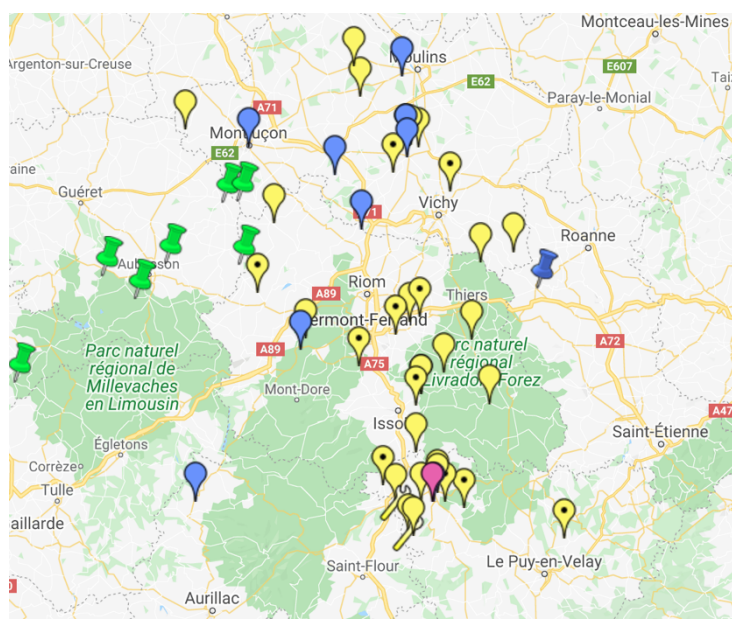 Montceau-les-Mines
Argenton-sur-Creuse
Moulins
E62
E607
Paray-le-Monial
A71
Montluçon
E62
Guéret
Vichy
A71
Roanne
Aubusson
Riom
A89
Thiers
Clermont-Ferrand
A89
A75
A72
Parc naturel
régional de
Millevaches
en Limousin
Parc naturel
régional
Livradois-Forez
Mont-Dore
Issoire
A47
Saint-Étienne
Égletons
Corrèze
Tulle
aillarde
Le Puy-en-Velay
Saint-Flour
Aurillac